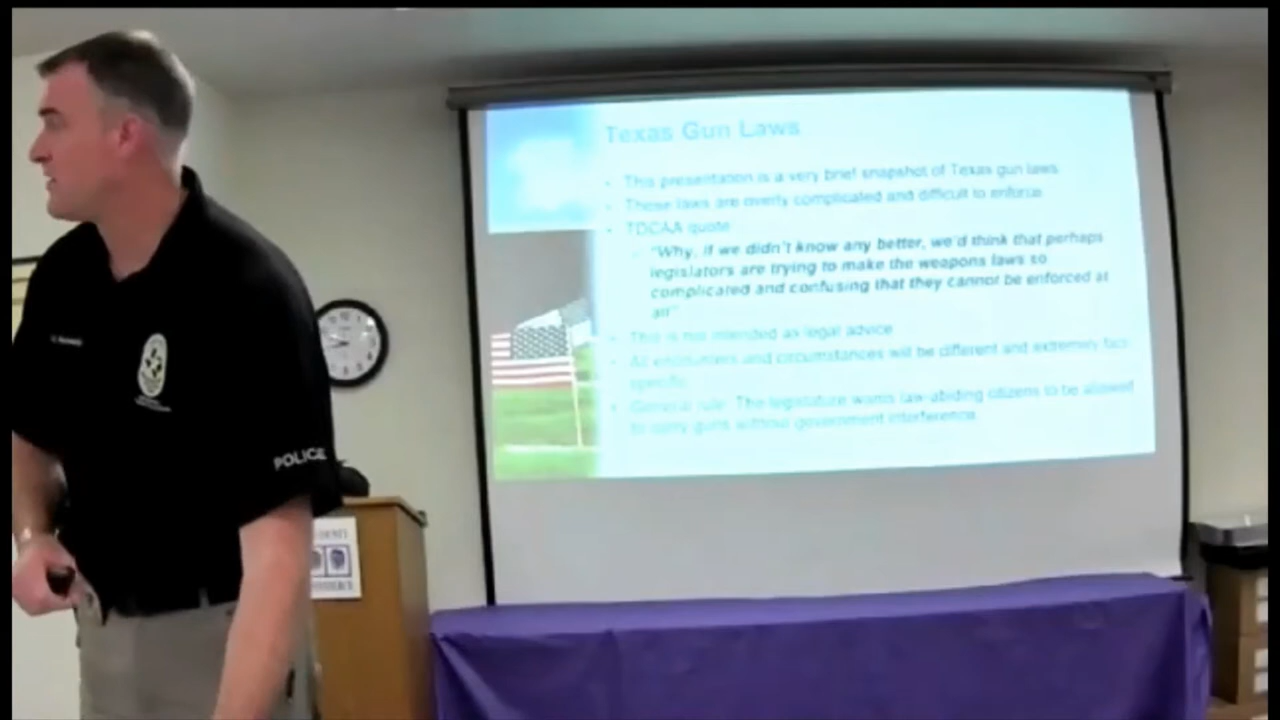 Texas Gun Laws
This presentation is a very brief snapshot of Texas gun laws
These laws are overly complicated and difficult to enforce
TDCAA quote
"Why, if we didn't know any better, we'd think that perhaps
legislators are trying to make the weapons laws so
complicated and confusing that they cannot be enforced at
all"
This is not intended as legal advice
All encounters and circumstances will be different and extremely fact
specific
General rule: The legislature wants law-abiding citizens to be allowed
to carry guns without government interference
POLICE